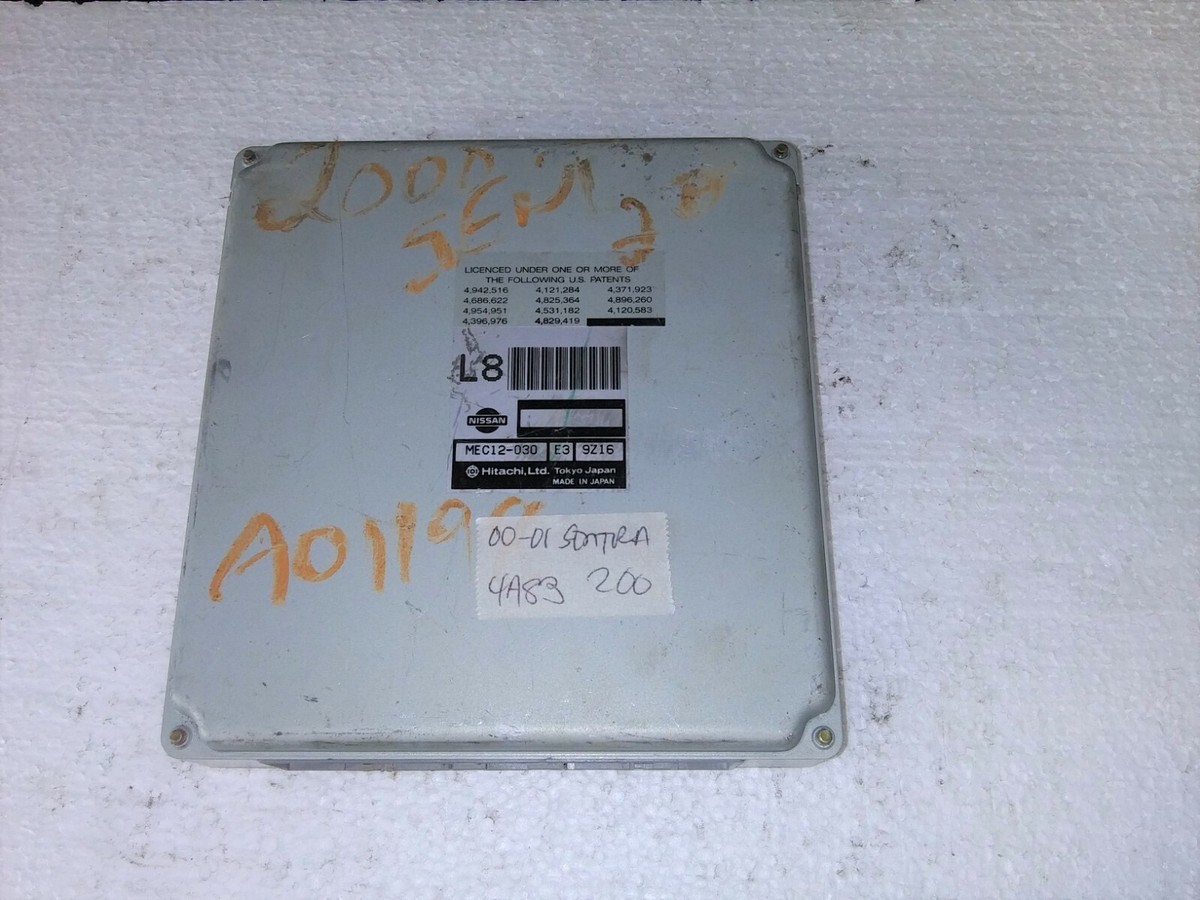 2000
SEN
2.0
LICENCED UNDER ONE OR MORE OF
THE FOLLOWING U.S. PATENTS
4,942,516 4,121,284 4,371,923
4,686,622 4,825,364 4,896,260
4,954,951 4,531,182 4,120,583
4,396,976 4,829,419
L8
NISSAN
MEC12-030 E3 9Z16
Hitachi,Ltd. Tokyo Japan
MADE IN JAPAN
A0119
00-01 SENTRA
4A83 200